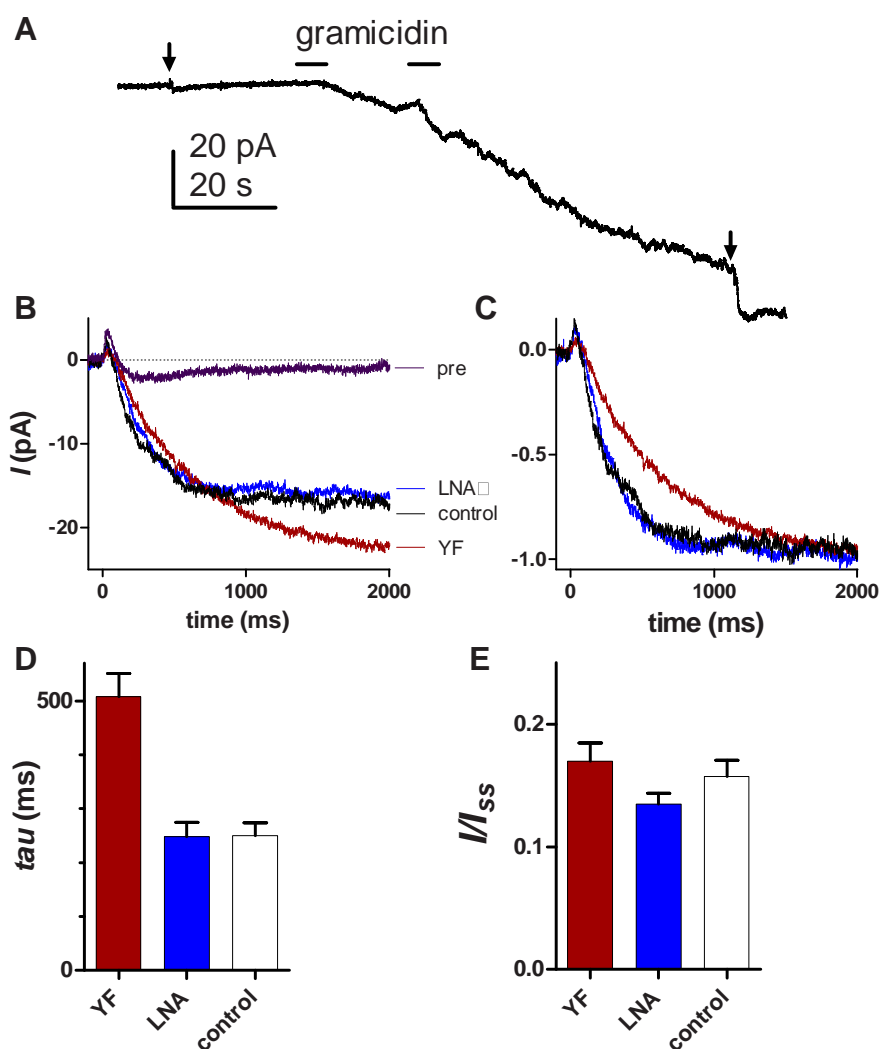 A
gramicidin
20 pA
20 s
B
C
0
-10
-20
I (pA)
pre
LNA□
control
YF
0
1000
2000
time (ms)
0.0
-0.5
-1.0
0
1000
2000
time (ms)
D
E
500
0
tau (ms)
YF
LNA
control
0.2
0.1
0.0
I/Iss
YF
LNA
control